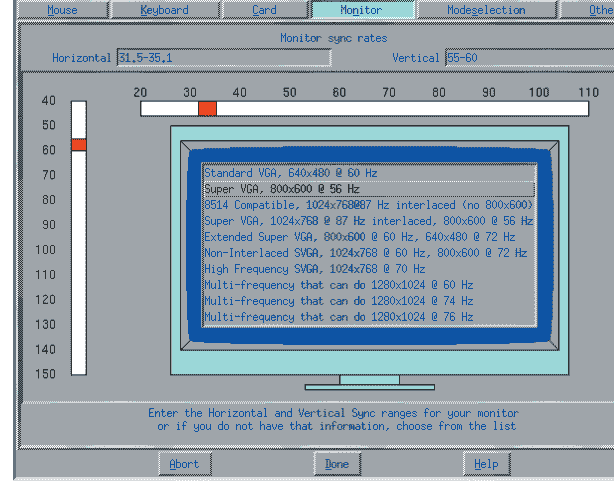 Mouse Keyboard Card Monitor Modeselection Othe
Monitor sync rates
Horizontal 31.5-35.1 Vertical 55-60
20 30 40 50 60 70 80 90 100 110
40
50
60
70
80
90
100
110
120
130
140
150
Standard VGA, 640x480 @ 60 Hz
Super VGA, 800x600 @ 56 Hz
8514 Compatible, 1024x768@87 Hz interlaced (no 800x600)
Super VGA, 1024x768 @ 87 Hz interlaced, 800x600 @ 56 Hz
Extended Super VGA, 800x600 @ 60 Hz, 640x480 @ 72 Hz
Non-Interlaced SVGA, 1024x768 @ 60 Hz, 800x600 @ 72 Hz
High Frequency SVGA, 1024x768 @ 70 Hz
Multi-frequency that can do 1280x1024 @ 60 Hz
Multi-frequency that can do 1280x1024 @ 74 Hz
Multi-frequency that can do 1280x1024 @ 76 Hz
Enter the Horizontal and Vertical Sync ranges for your monitor
or if you do not have that information, choose from the list
Abort Done Help